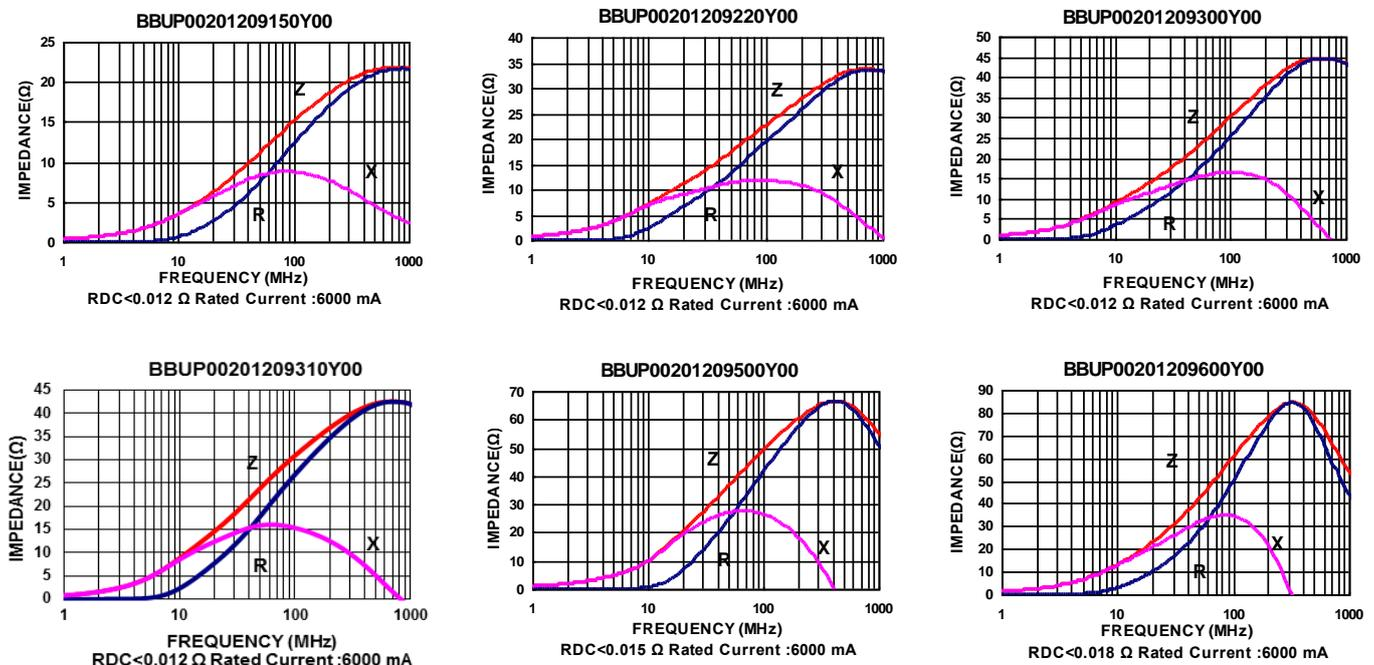 BBUP00201209150Y00
25
20
15
10
5
0
IMPEDANCE(Ω)
Z
X
R
1
10
100
1000
FREQUENCY (MHz)
RDC<0.012 Ω Rated Current :6000 mA
BBUP00201209220Y00
40
35
30
25
20
15
10
5
0
IMPEDANCE(Ω)
Z
X
R
1
10
100
1000
FREQUENCY (MHz)
RDC<0.012 Ω Rated Current :6000 mA
BBUP00201209300Y00
50
45
40
35
30
25
20
15
10
5
0
IMPEDANCE(Ω)
Z
X
R
1
10
100
1000
FREQUENCY (MHz)
RDC<0.012 Ω Rated Current :6000 mA
BBUP00201209310Y00
45
40
35
30
25
20
15
10
5
0
IMPEDANCE(Ω)
Z
X
R
1
10
100
1000
FREQUENCY (MHz)
RDC<0.012 Ω Rated Current :6000 mA
BBUP00201209500Y00
70
60
50
40
30
20
10
0
IMPEDANCE(Ω)
Z
X
R
1
10
100
1000
FREQUENCY (MHz)
RDC<0.015 Ω Rated Current :6000 mA
BBUP00201209600Y00
90
80
70
60
50
40
30
20
10
0
IMPEDANCE(Ω)
Z
X
R
1
10
100
1000
FREQUENCY (MHz)
RDC<0.018 Ω Rated Current :6000 mA